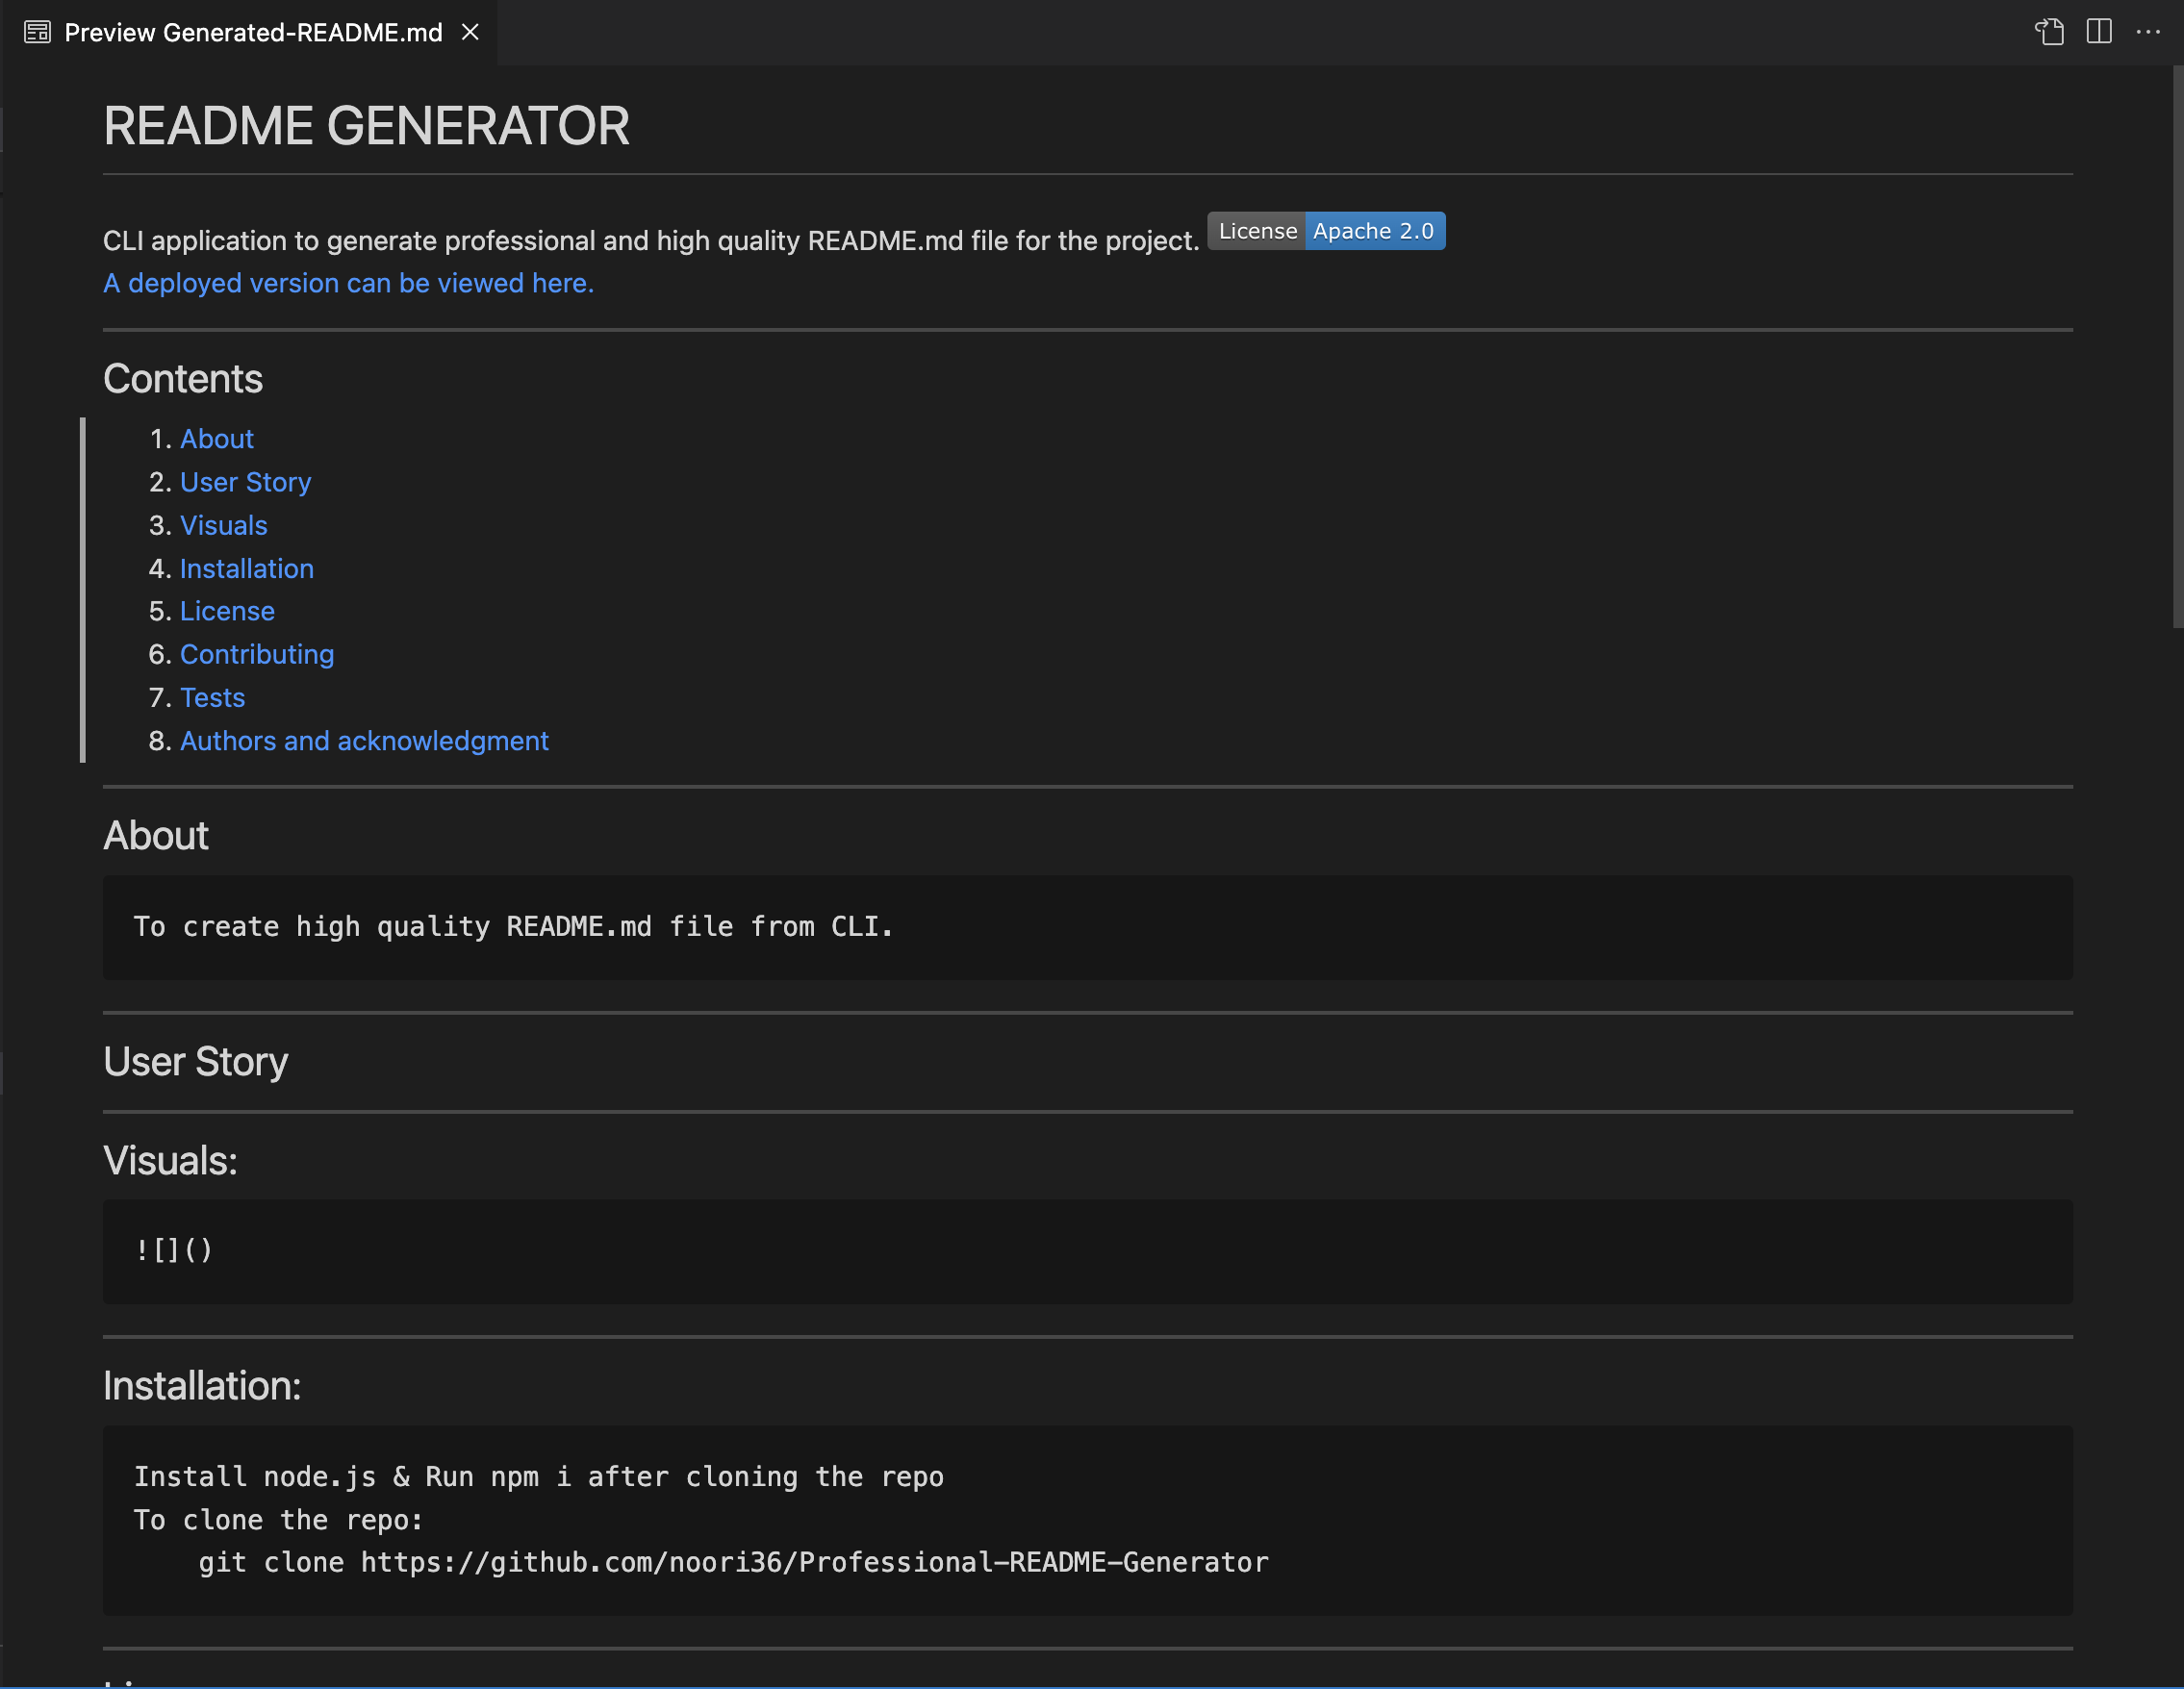 Preview Generated-README.md
README GENERATOR
CLI application to generate professional and high quality README.md file for the project. License Apache 2.0
A deployed version can be viewed here.
Contents
1. About
2. User Story
3. Visuals
4. Installation
5. License
6. Contributing
7. Tests
8. Authors and acknowledgment
About
To create high quality README.md file from CLI.
User Story
Visuals:
![]()
Installation:
Install node.js & Run npm i after cloning the repo
To clone the repo:
    git clone https://github.com/noori36/Professional-README-Generator